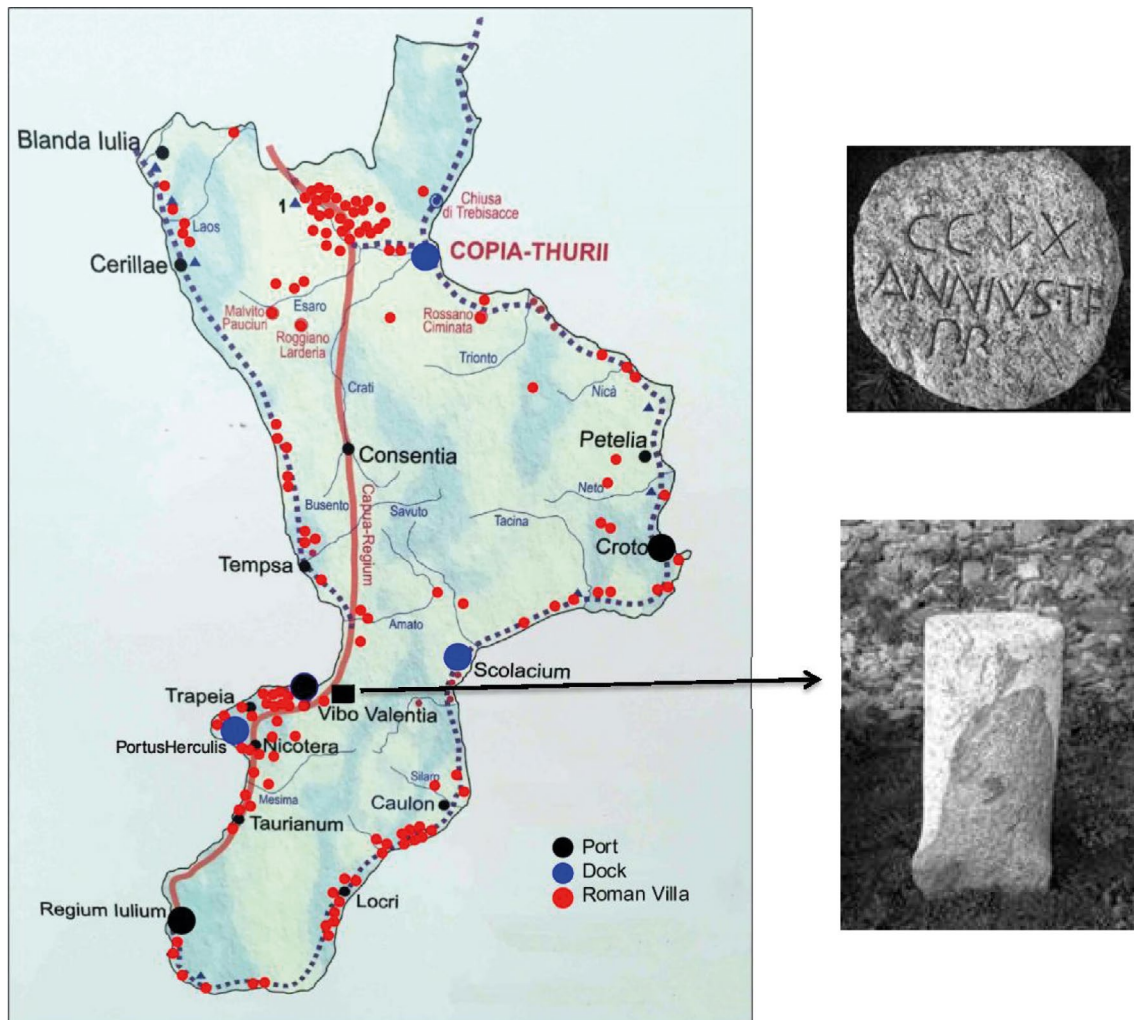 Blanda Iulia
1
Chiusa
di Trebisacce
Laos
COPIA-THURII
Cerillae
Esaro
Malvito
Pauciuri
Roggiano
Larderia
Rossano
Ciminata
Trionto
Crati
Nicà
Petelia
Consentia
Capua-Regium
Busento
Savuto
Neto
Tacina
Croto
Tempsa
Amato
Scolacium
Trapeia
Vibo Valentia
PortusHerculis
Nicotera
Silaro
Mesima
Caulon
Taurianum
Port
Dock
Roman Villa
Locri
Regium Iulium
CC↓X
ANNIVS·T·F
PR